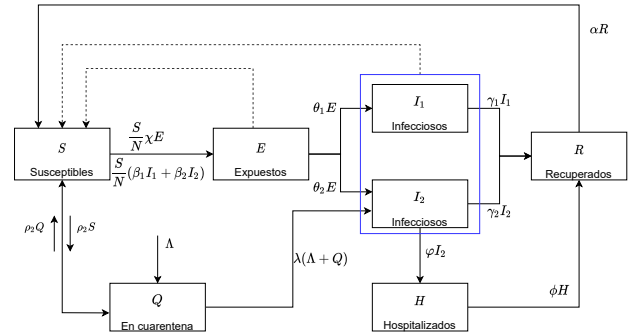 αR
S
Susceptibles
S/N χE
S/N (β₁I₁ + β₂I₂)
E
Expuestos
θ₁E
θ₂E
I₁
Infecciosos
I₂
Infecciosos
γ₁I₁
γ₂I₂
R
Recuperados
ρ₂Q
ρ₂S
Λ
λ(Λ + Q)
φI₂
Q
En cuarentena
H
Hospitalizados
ϕH